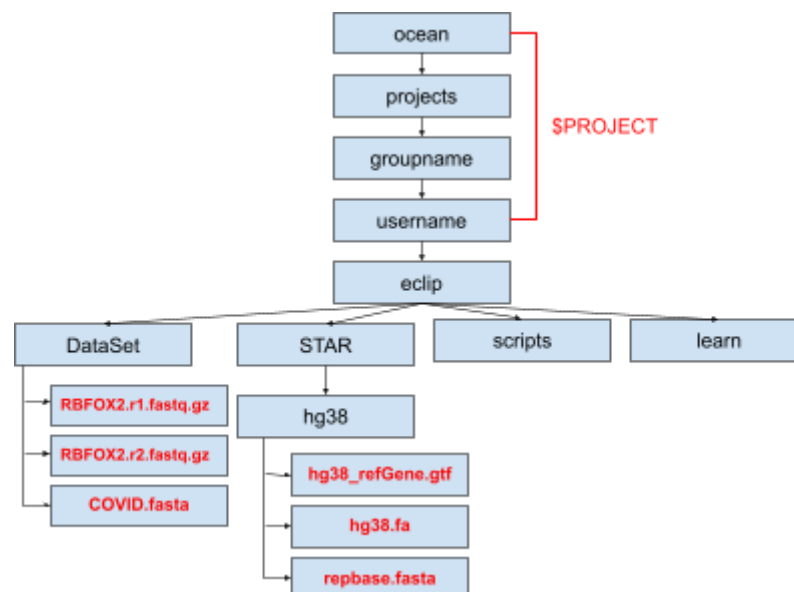 ocean
projects
$PROJECT
groupname
username
eclip
DataSet
STAR
scripts
learn
RBFOX2.r1.fastq.gz
RBFOX2.r2.fastq.gz
COVID.fasta
hg38
hg38_refGene.gtf
hg38.fa
repbase.fasta